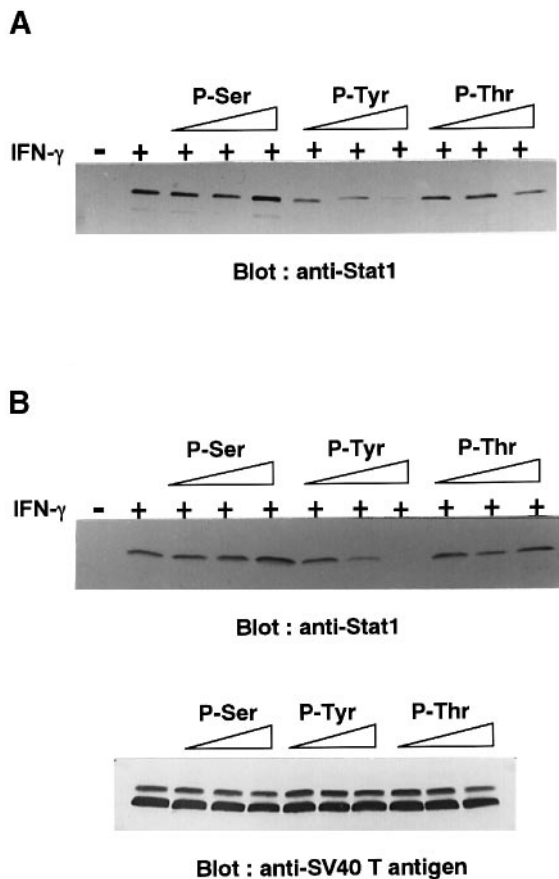 A
P-Ser P-Tyr P-Thr
IFN-γ - + + + + + + + + + +
Blot : anti-Stat1
B
P-Ser P-Tyr P-Thr
IFN-γ - + + + + + + + + + +
Blot : anti-Stat1
P-Ser P-Tyr P-Thr
Blot : anti-SV40 T antigen